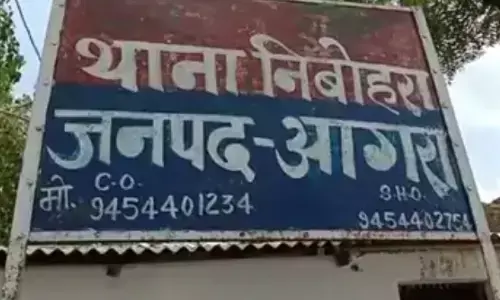 थाना निबोहरा
जनपद-आगरा
मो. C.O. 9454401234 S.H.O. 9454402754